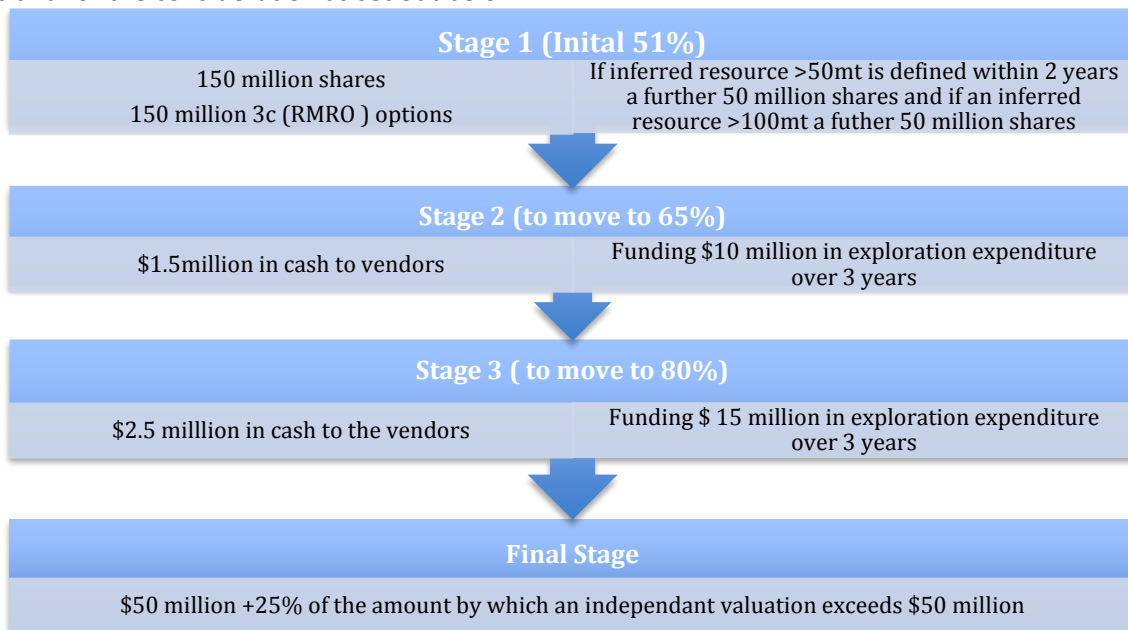 Stage 1 (Inital 51%)
150 million shares
150 million 3c (RMRO ) options
If inferred resource >50mt is defined within 2 years
a further 50 million shares and if an inferred
resource >100mt a futher 50 million shares
Stage 2 (to move to 65%)
$1.5million in cash to vendors
Funding $10 million in exploration expenditure
over 3 years
Stage 3 ( to move to 80%)
$2.5 milllion in cash to the vendors
Funding $ 15 million in exploration expenditure
over 3 years
Final Stage
$50 million +25% of the amount by which an independant valuation exceeds $50 million